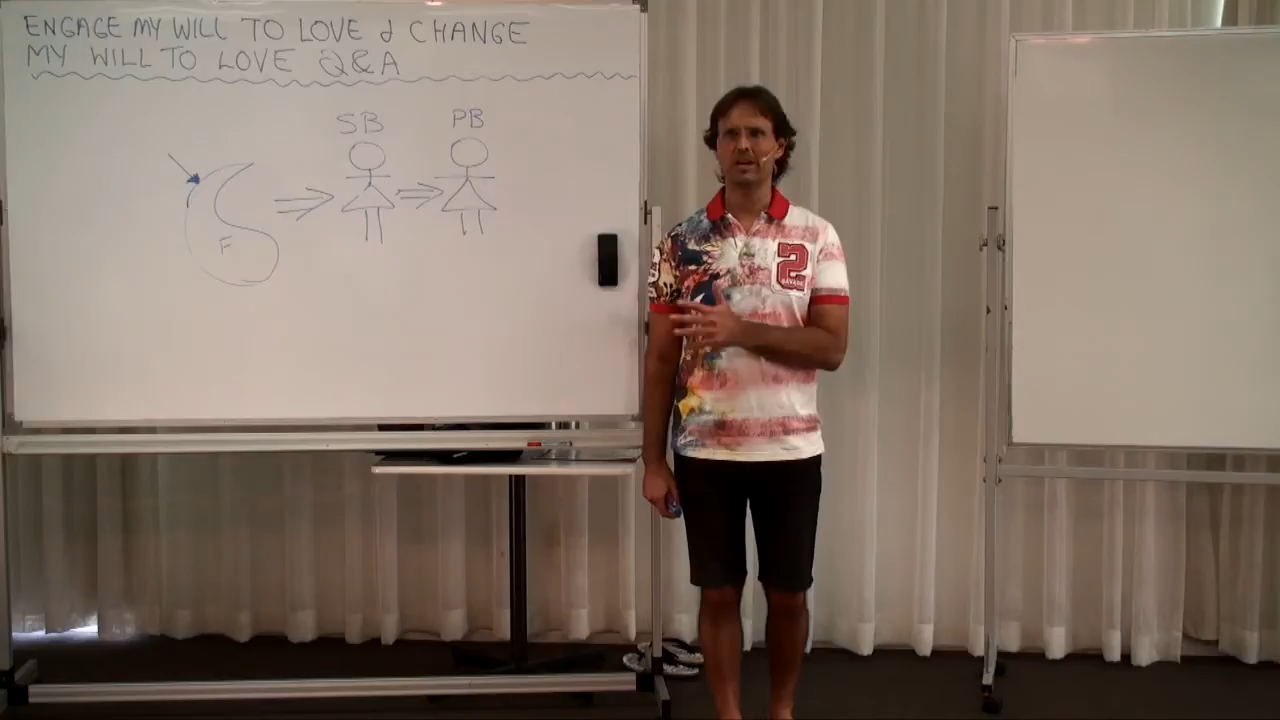 ENGAGE MY WILL TO LOVE & CHANGE
MY WILL TO LOVE Q&A
SB
PB
F
2
SAVAGE